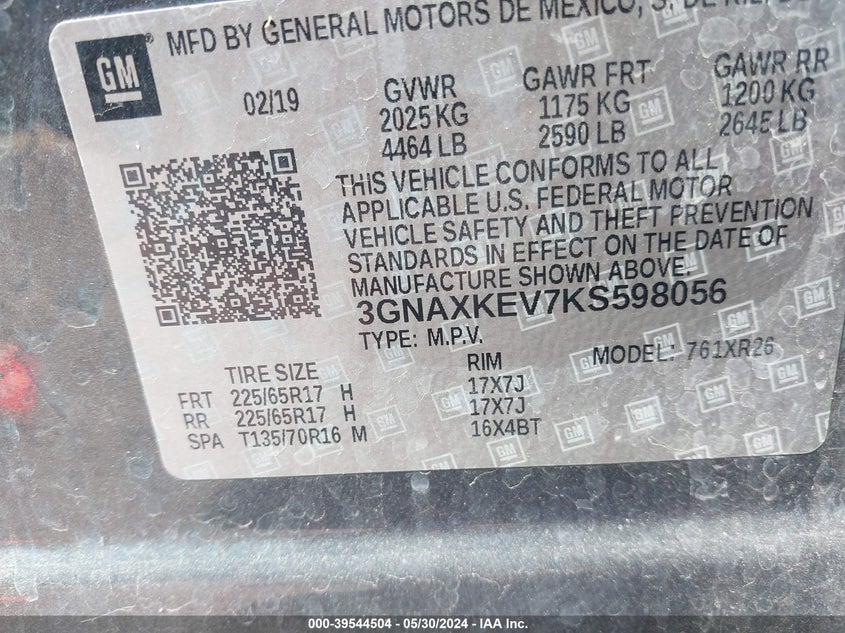 GM
MFD BY GENERAL MOTORS DE MEXICO, S. DE R.L.
02/19
GVWR
2025 KG
4464 LB
GAWR FRT
1175 KG
2590 LB
GAWR RR
1200 KG
2645 LB
THIS VEHICLE CONFORMS TO ALL
APPLICABLE U.S. FEDERAL MOTOR
VEHICLE SAFETY AND THEFT PREVENTION
STANDARDS IN EFFECT ON THE DATE OF
MANUFACTURE SHOWN ABOVE.
3GNAXKEV7KS598056
TYPE: M.P.V.
MODEL: 761XR26
TIRE SIZE RIM
FRT 225/65R17 H 17X7J
RR 225/65R17 H 17X7J
SPA T135/70R16 M 16X4BT
000-39544504 - 05/30/2024 - IAA Inc.